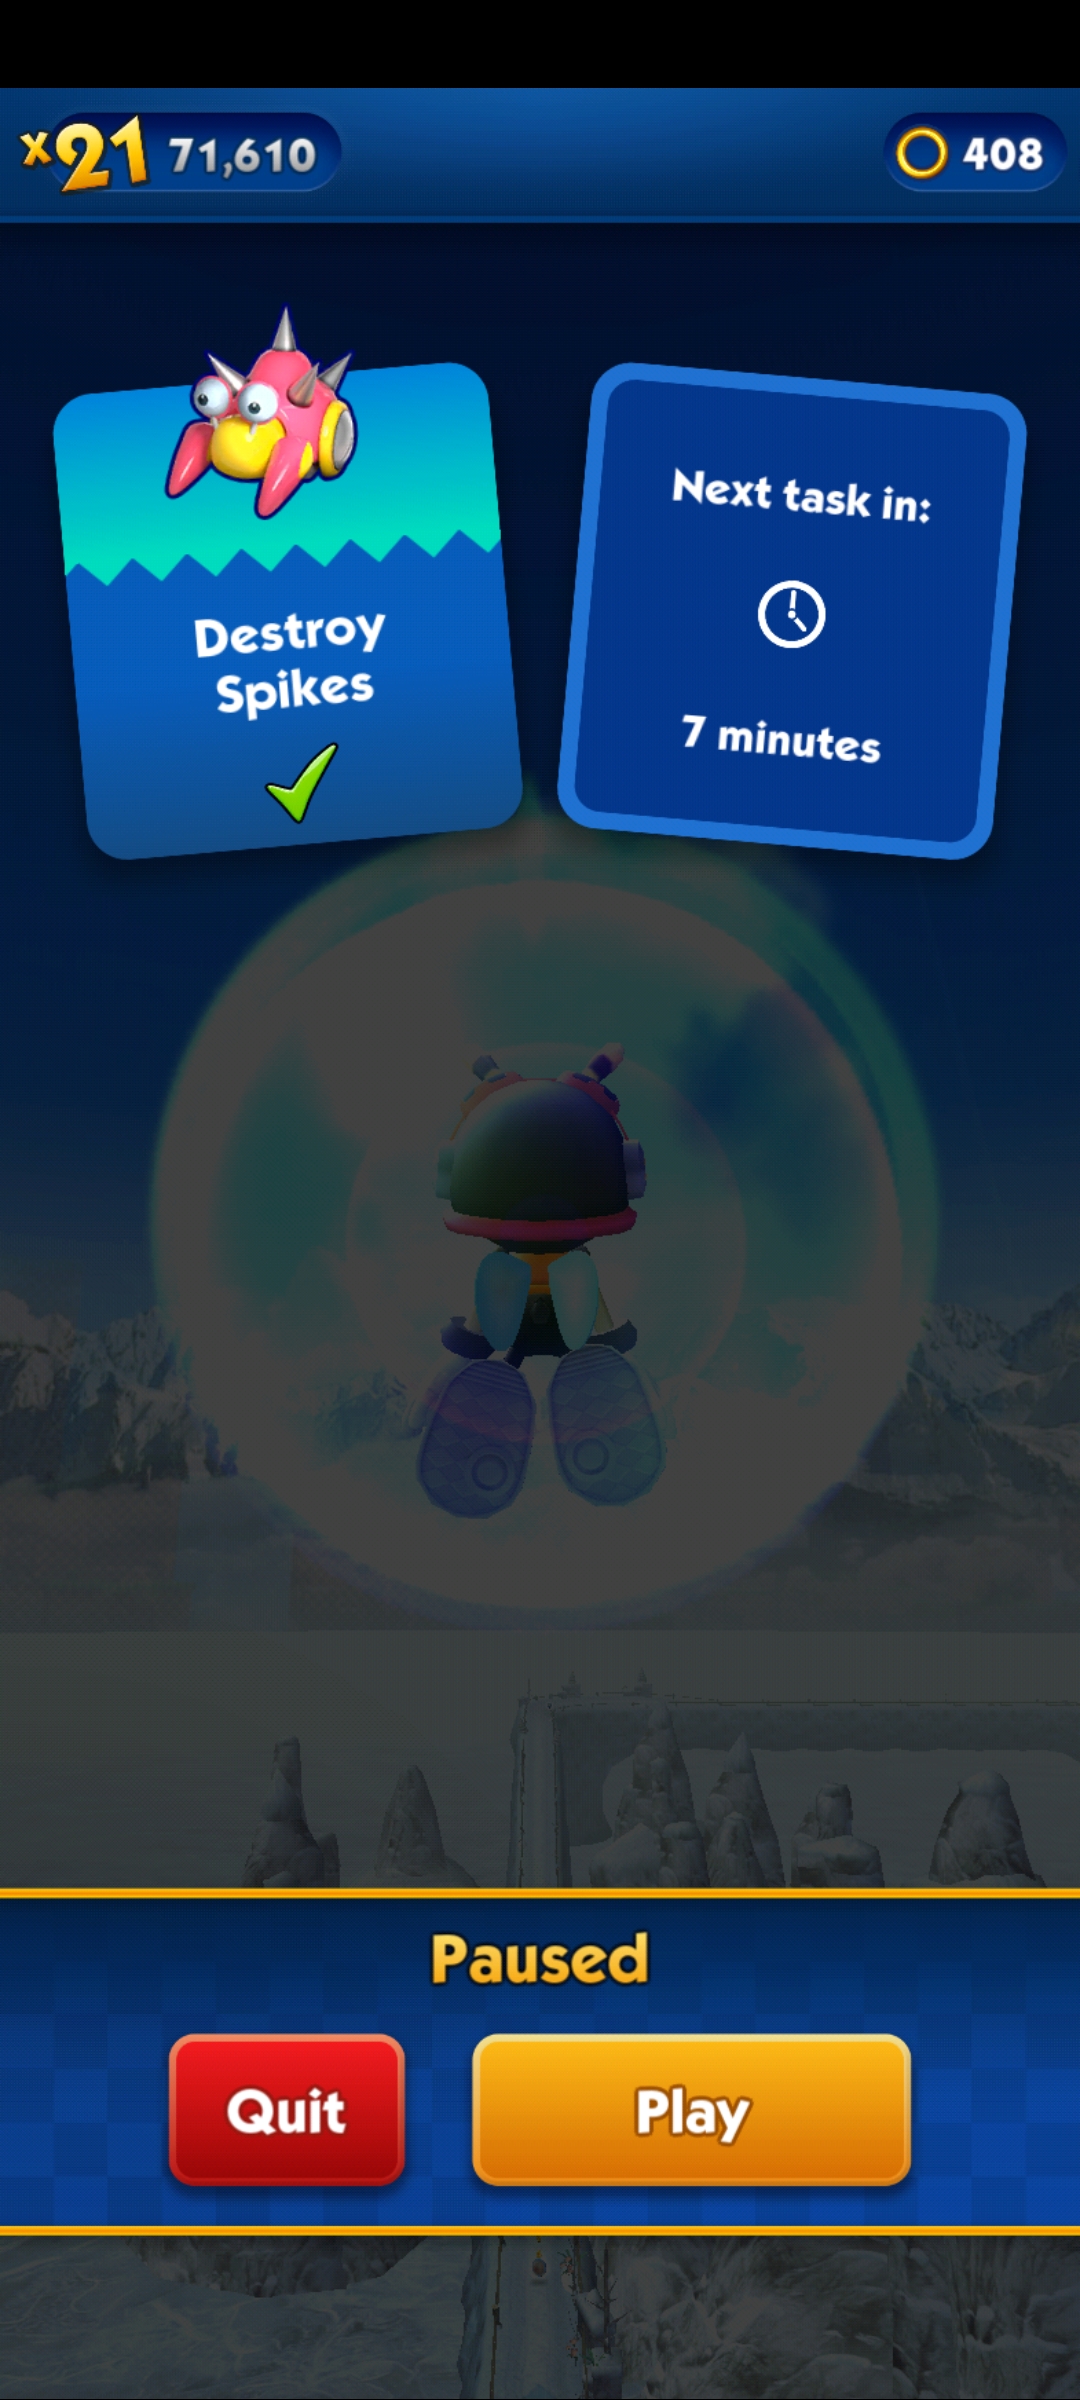 x21 71,610
408
Destroy
Spikes
Next task in:
7 minutes
Paused
Quit
Play